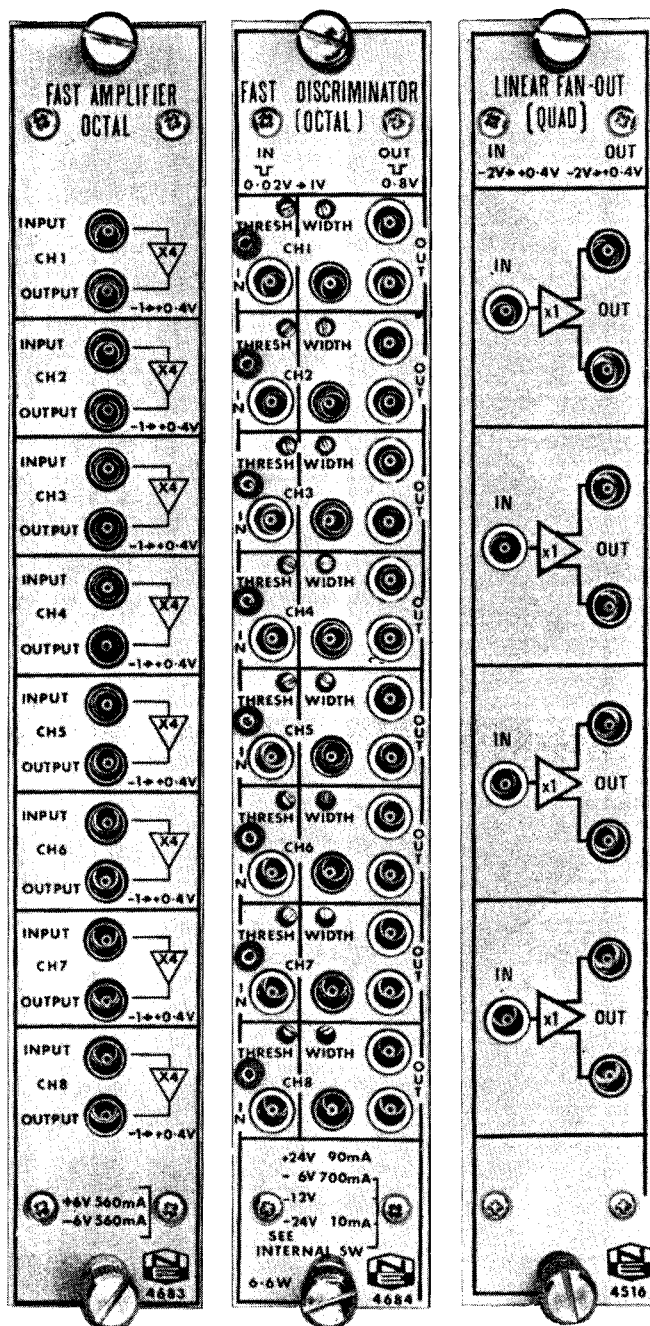 FAST AMPLIFIER
OCTAL
INPUT
CH1
X4
OUTPUT
-1→+0·4V
INPUT
CH2
X4
OUTPUT
-1→+0·4V
INPUT
CH3
X4
OUTPUT
-1→+0·4V
INPUT
CH4
X4
OUTPUT
-1→+0·4V
INPUT
CH5
X4
OUTPUT
-1→+0·4V
INPUT
CH6
X4
OUTPUT
-1→+0·4V
INPUT
CH7
X4
OUTPUT
-1→+0·4V
INPUT
CH8
X4
OUTPUT
-1→+0·4V
+6V 560mA
-6V 360mA
4683
FAST DISCRIMINATOR
(OCTAL)
IN OUT
0·02V→1V 0·8V
THRESH WIDTH
CH1
IN OUT
THRESH WIDTH
CH2
IN OUT
THRESH WIDTH
CH3
IN OUT
THRESH WIDTH
CH4
IN OUT
THRESH WIDTH
CH5
IN OUT
THRESH WIDTH
CH6
IN OUT
THRESH WIDTH
CH7
IN OUT
THRESH WIDTH
CH8
IN OUT
+24V 90mA
- 6V 700mA
-12V
-24V 10mA
SEE
INTERNAL SW
6·6W
4684
LINEAR FAN-OUT
(QUAD)
IN OUT
-2V→+0·4V -2V→+0·4V
IN
x1 OUT
IN
x1 OUT
IN
x1 OUT
IN
x1 OUT
4516